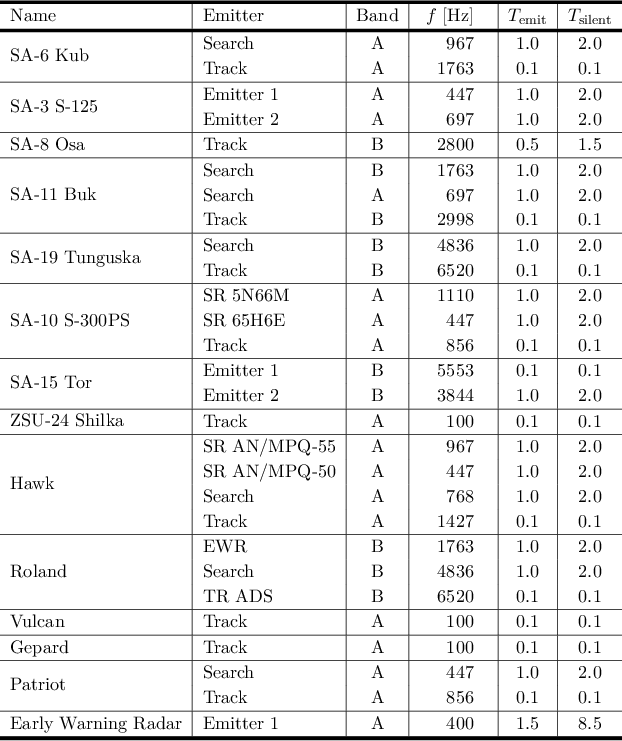 Name Emitter Band f [Hz] T_emit T_silent
SA-6 Kub Search A 967 1.0 2.0
Track A 1763 0.1 0.1
SA-3 S-125 Emitter 1 A 447 1.0 2.0
Emitter 2 A 697 1.0 2.0
SA-8 Osa Track B 2800 0.5 1.5
SA-11 Buk Search B 1763 1.0 2.0
Search A 697 1.0 2.0
Track B 2998 0.1 0.1
SA-19 Tunguska Search B 4836 1.0 2.0
Track B 6520 0.1 0.1
SA-10 S-300PS SR 5N66M A 1110 1.0 2.0
SR 65H6E A 447 1.0 2.0
Track A 856 0.1 0.1
SA-15 Tor Emitter 1 B 5553 0.1 0.1
Emitter 2 B 3844 1.0 2.0
ZSU-24 Shilka Track A 100 0.1 0.1
Hawk SR AN/MPQ-55 A 967 1.0 2.0
SR AN/MPQ-50 A 447 1.0 2.0
Search A 768 1.0 2.0
Track A 1427 0.1 0.1
Roland EWR B 1763 1.0 2.0
Search B 4836 1.0 2.0
TR ADS B 6520 0.1 0.1
Vulcan Track A 100 0.1 0.1
Gepard Track A 100 0.1 0.1
Patriot Search A 447 1.0 2.0
Track A 856 0.1 0.1
Early Warning Radar Emitter 1 A 400 1.5 8.5